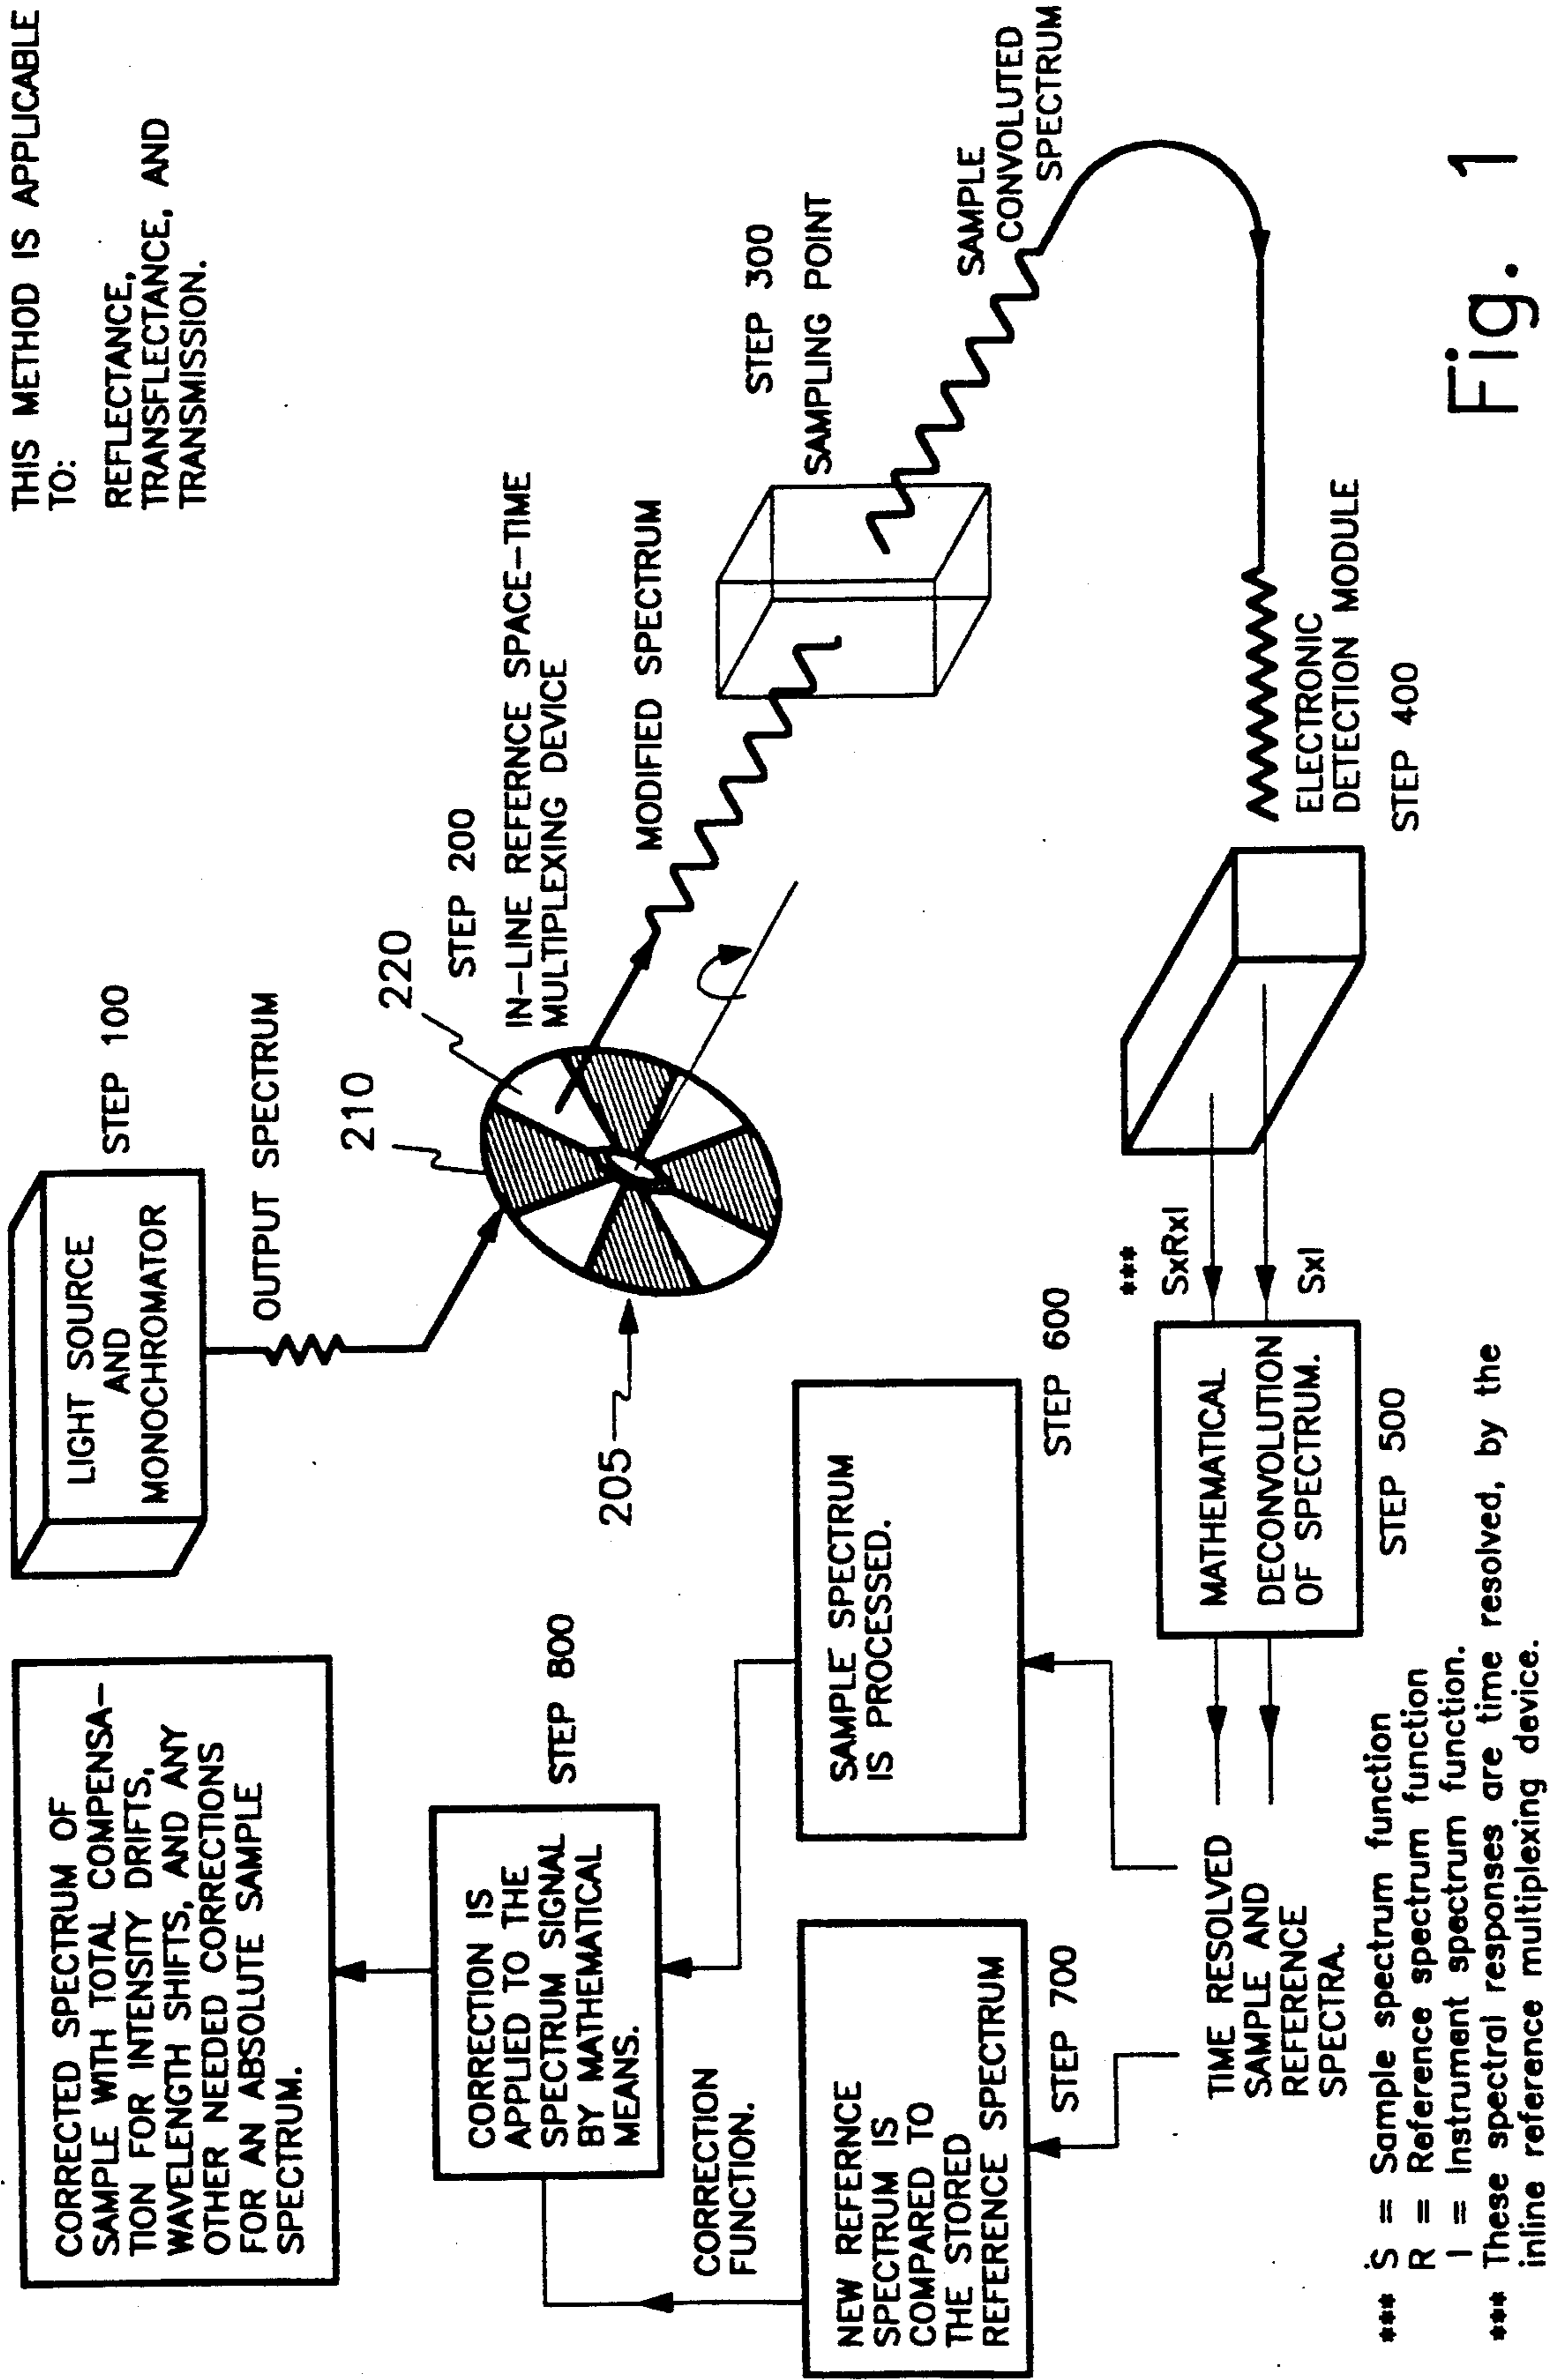 THIS METHOD IS APPLICABLE
TO:
REFLECTANCE,
TRANSFLECTANCE, AND
TRANSMISSION.
LIGHT SOURCE
AND
MONOCHROMATOR
STEP 100
OUTPUT SPECTRUM
210
220
205
STEP 200
IN-LINE REFERENCE SPACE-TIME
MULTIPLEXING DEVICE
MODIFIED SPECTRUM
STEP 300
SAMPLING POINT
SAMPLE
CONVOLUTED
SPECTRUM
ELECTRONIC
DETECTION MODULE
STEP 400
***
SxRxI
SxI
MATHEMATICAL
DECONVOLUTION
OF SPECTRUM.
STEP 500
TIME RESOLVED
SAMPLE AND
REFERENCE
SPECTRA.
SAMPLE SPECTRUM
IS PROCESSED.
STEP 600
NEW REFERENCE
SPECTRUM IS
COMPARED TO
THE STORED
REFERENCE SPECTRUM
STEP 700
CORRECTION
FUNCTION.
CORRECTION IS
APPLIED TO THE
SPECTRUM SIGNAL
BY MATHEMATICAL
MEANS.
STEP 800
CORRECTED SPECTRUM OF
SAMPLE WITH TOTAL COMPENSA-
TION FOR INTENSITY DRIFTS,
WAVELENGTH SHIFTS, AND ANY
OTHER NEEDED CORRECTIONS
FOR AN ABSOLUTE SAMPLE
SPECTRUM.
*** S = Sample spectrum function
R = Reference spectrum function
I = Instrument spectrum function.
*** These spectral responses are time resolved, by the
inline reference multiplexing device.
Fig. 1